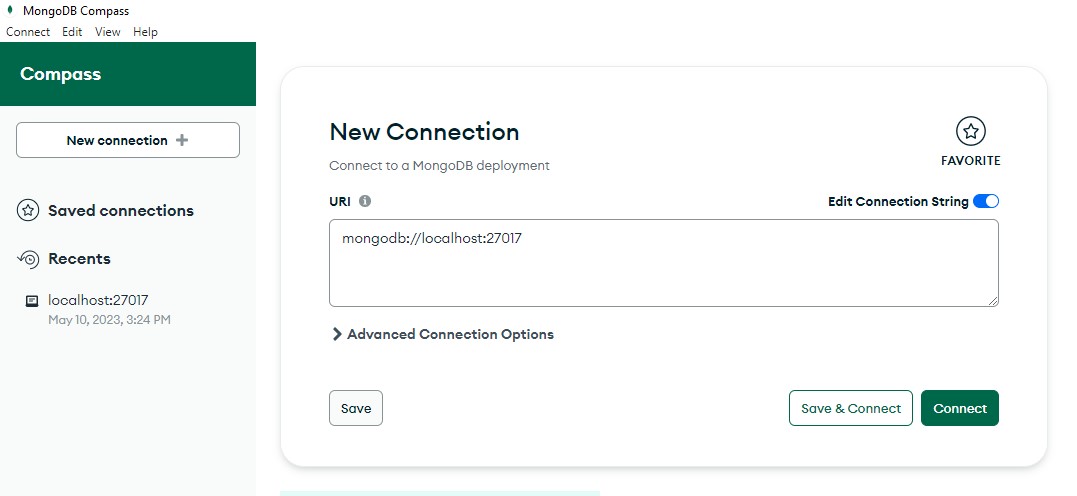 MongoDB Compass
Connect Edit View Help
Compass
New connection
Saved connections
Recents
localhost:27017
May 10, 2023, 3:24 PM
New Connection
Connect to a MongoDB deployment
FAVORITE
URI
Edit Connection String
mongodb://localhost:27017
Advanced Connection Options
Save
Save & Connect
Connect